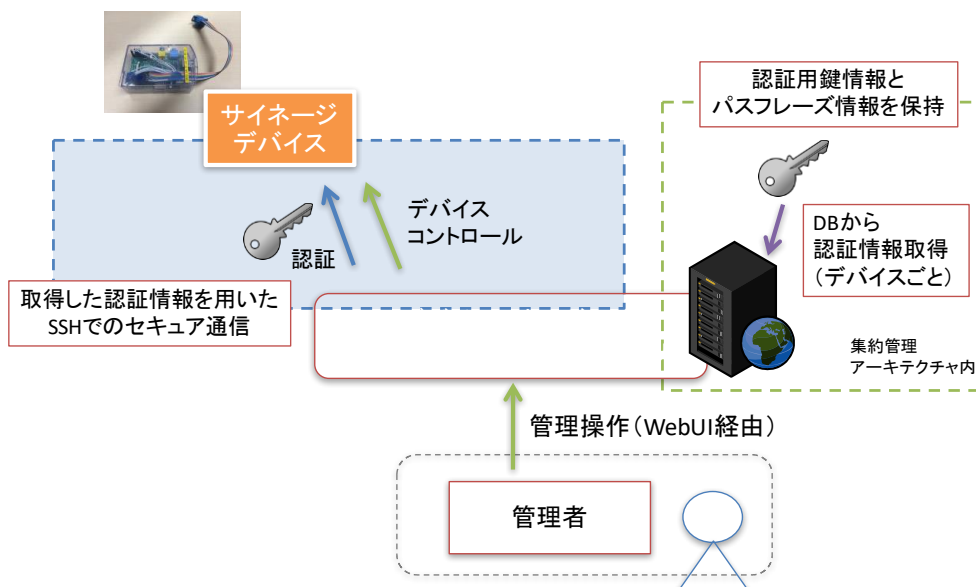 サイネージ
デバイス
認証用鍵情報と
パスフレーズ情報を保持
デバイス
コントロール
認証
DBから
認証情報取得
（デバイスごと）
取得した認証情報を用いた
SSHでのセキュア通信
集約管理
アーキテクチャ内
管理操作（WebUI経由）
管理者